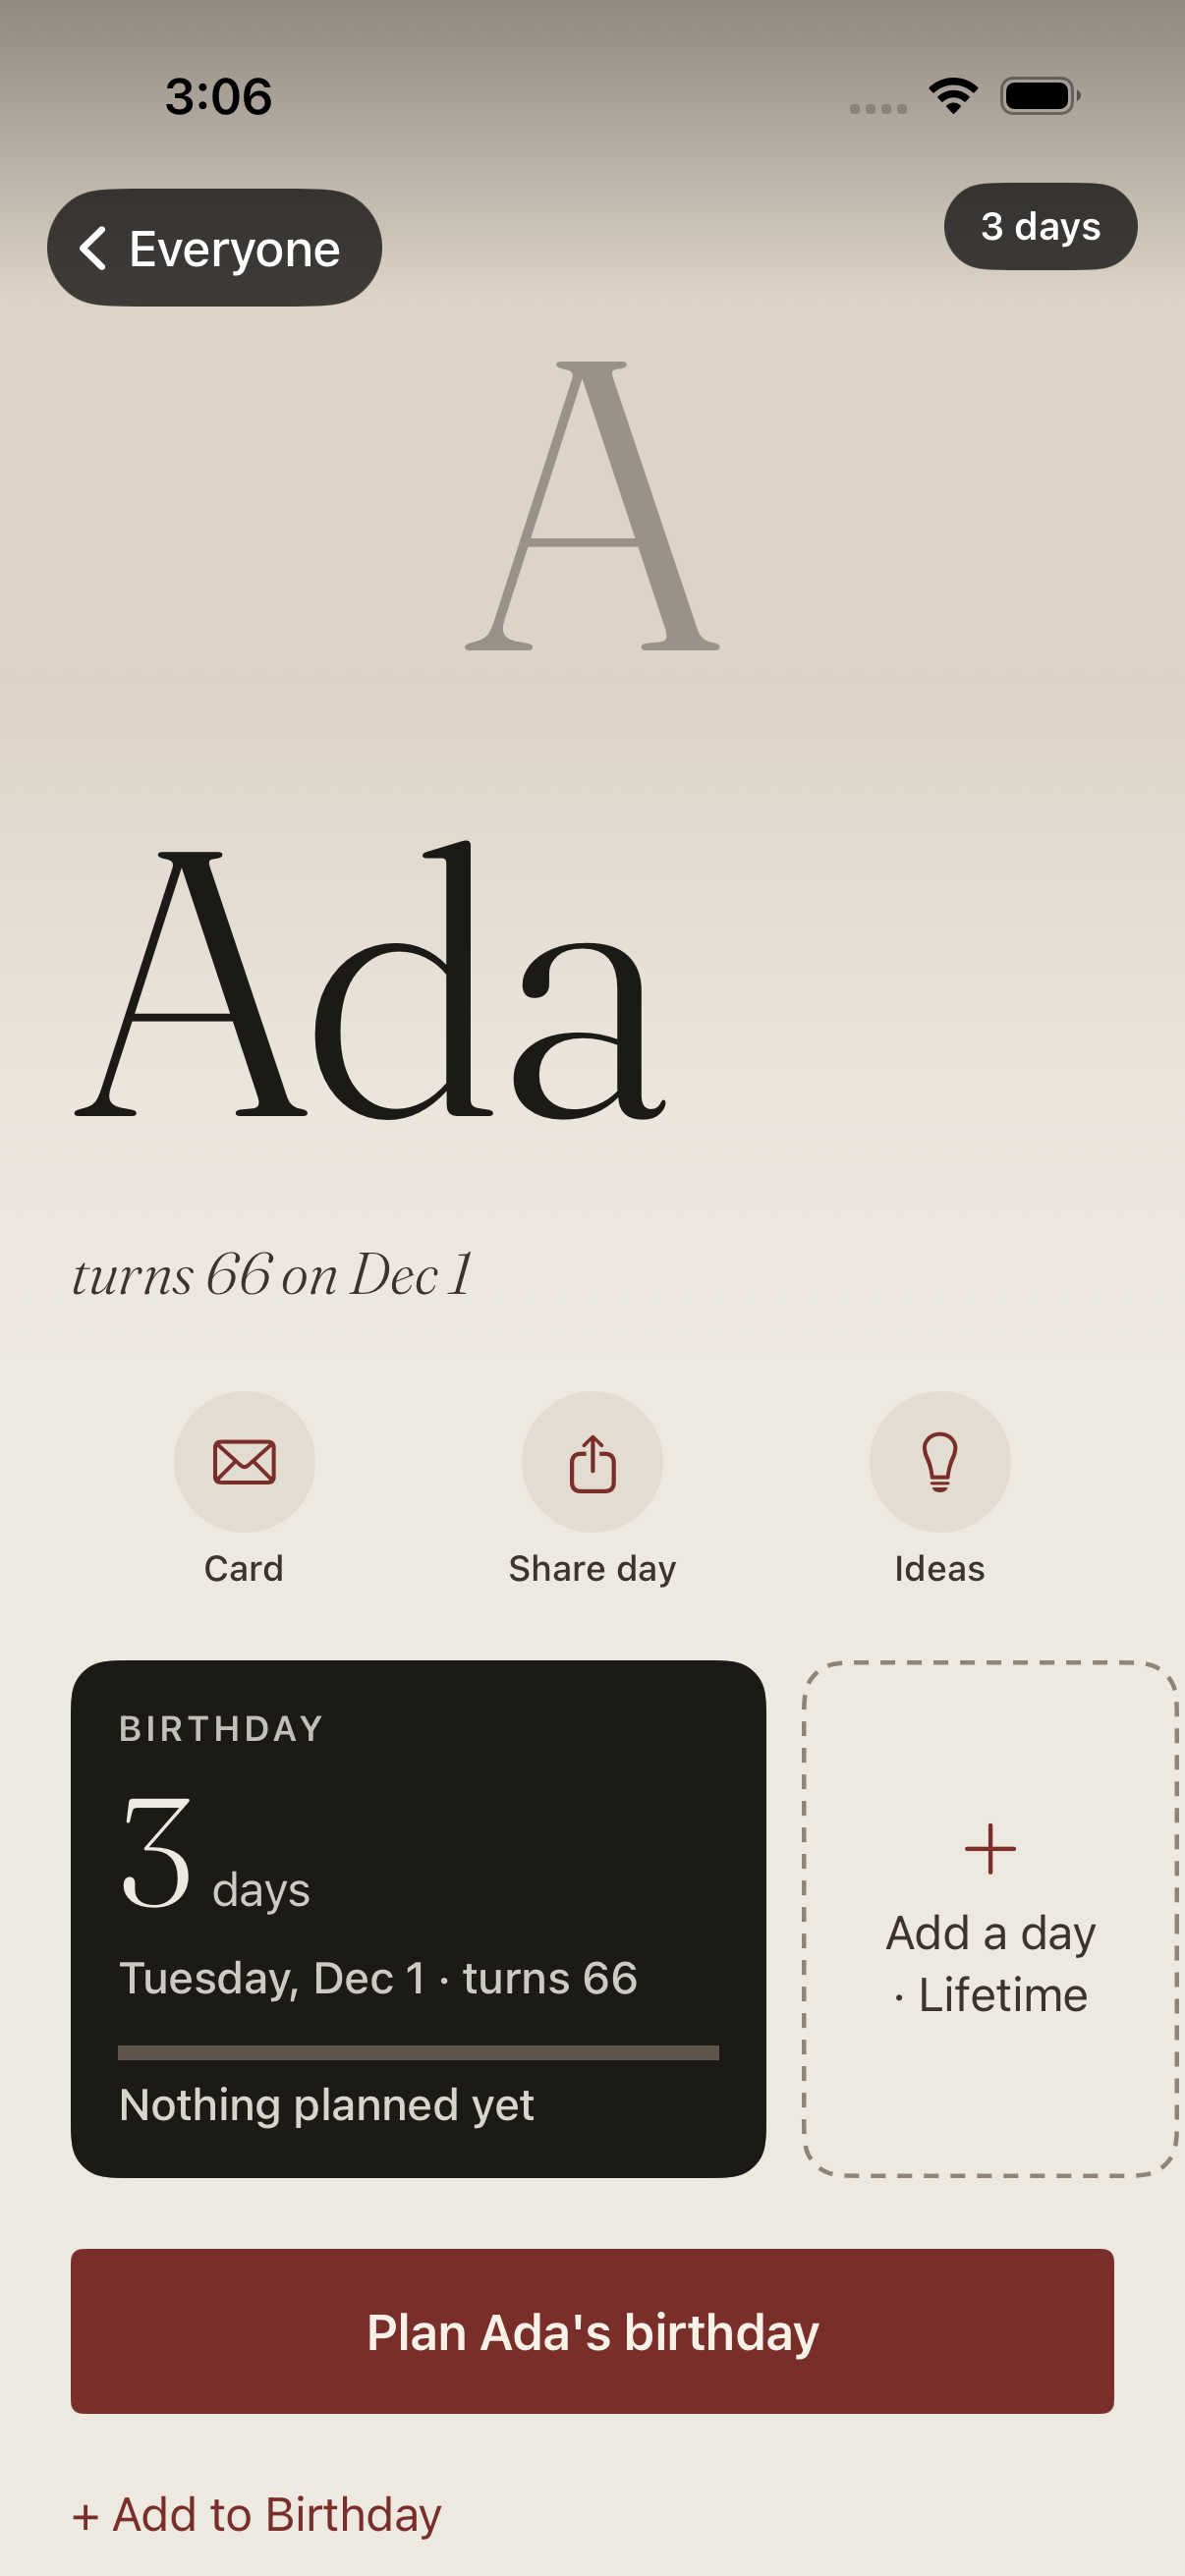 3:06
Everyone
3 days
A
Ada
turns 66 on Dec 1
Card
Share day
Ideas
BIRTHDAY
3 days
Tuesday, Dec 1 · turns 66
Nothing planned yet
Add a day
· Lifetime
Plan Ada's birthday
+ Add to Birthday